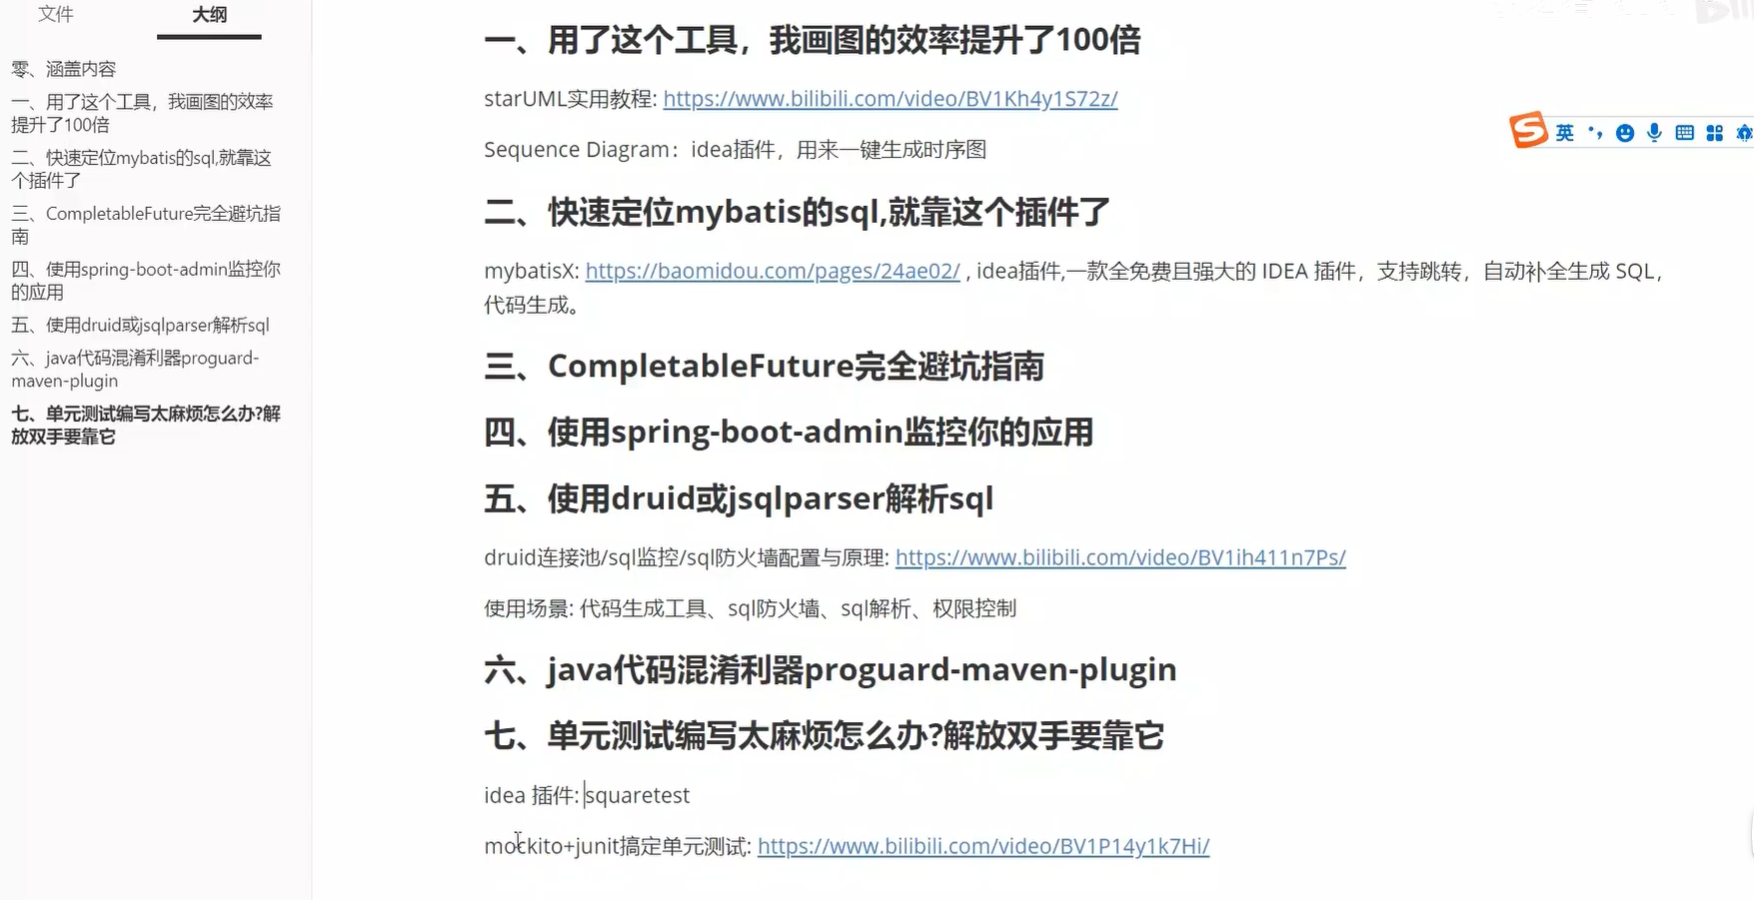 文件
大纲
零、涵盖内容
一、用了这个工具，我画图的效率
提升了100倍
二、快速定位mybatis的sql,就靠这
个插件了
三、CompletableFuture完全避坑指
南
四、使用spring-boot-admin监控你
的应用
五、使用druid或jsqlparser解析sql
六、java代码混淆利器proguard-
maven-plugin
七、单元测试编写太麻烦怎么办?解
放双手要靠它
一、用了这个工具，我画图的效率提升了100倍
starUML实用教程: https://www.bilibili.com/video/BV1Kh4y1S72z/
Sequence Diagram：idea插件，用来一键生成时序图
二、快速定位mybatis的sql,就靠这个插件了
mybatisX: https://baomidou.com/pages/24ae02/ , idea插件,一款全免费且强大的 IDEA 插件，支持跳转，自动补全生成 SQL，
代码生成。
三、CompletableFuture完全避坑指南
四、使用spring-boot-admin监控你的应用
五、使用druid或jsqlparser解析sql
druid连接池/sql监控/sql防火墙配置与原理: https://www.bilibili.com/video/BV1ih411n7Ps/
使用场景: 代码生成工具、sql防火墙、sql解析、权限控制
六、java代码混淆利器proguard-maven-plugin
七、单元测试编写太麻烦怎么办?解放双手要靠它
idea 插件: squaretest
mockito+junit搞定单元测试: https://www.bilibili.com/video/BV1P14y1k7Hi/
英